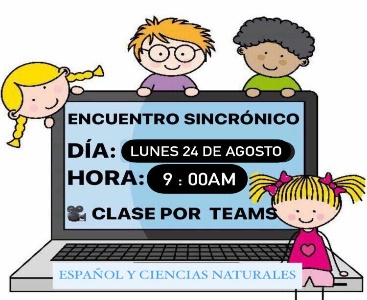 ENCUENTRO SINCRÓNICO
DÍA: LUNES 24 DE AGOSTO
HORA: 9 : 00AM
CLASE POR TEAMS
ESPAÑOL Y CIENCIAS NATURALES